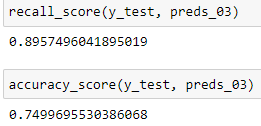 recall_score(y_test, preds_03)
0.8957496041895019
accuracy_score(y_test, preds_03)
0.7499695530386068